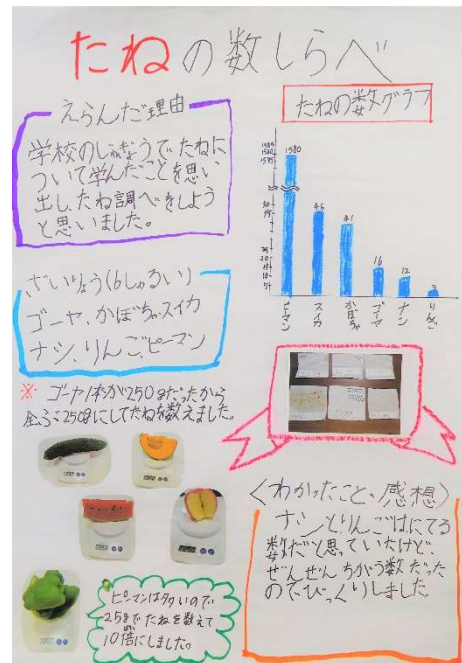 たねの数しらべ
えらんだ理由
学校のじゅぎょうでたねに
ついて学んだことを思い
出し、たね調べをしよう
と思いました。
たねの数グラフ
1580
46
41
16
12
ピーマン
スイカ
かぼちゃ
ゴーヤ
ナシ
りんご
ざいりょう(6しゅるい)
ゴーヤ、かぼちゃ、スイカ
ナシ、りんご、ピーマン
※ ゴーヤ1本が250gだったから
全ぶ250gにしてたねを数えました。
ピーマンは多いので
25gでたねを数えて
10倍にしました。
〈わかったこと・感想〉
ナシとりんごはにてる
数だと思っていたけど、
ぜんぜんちがう数だった
のでびっくりしました。